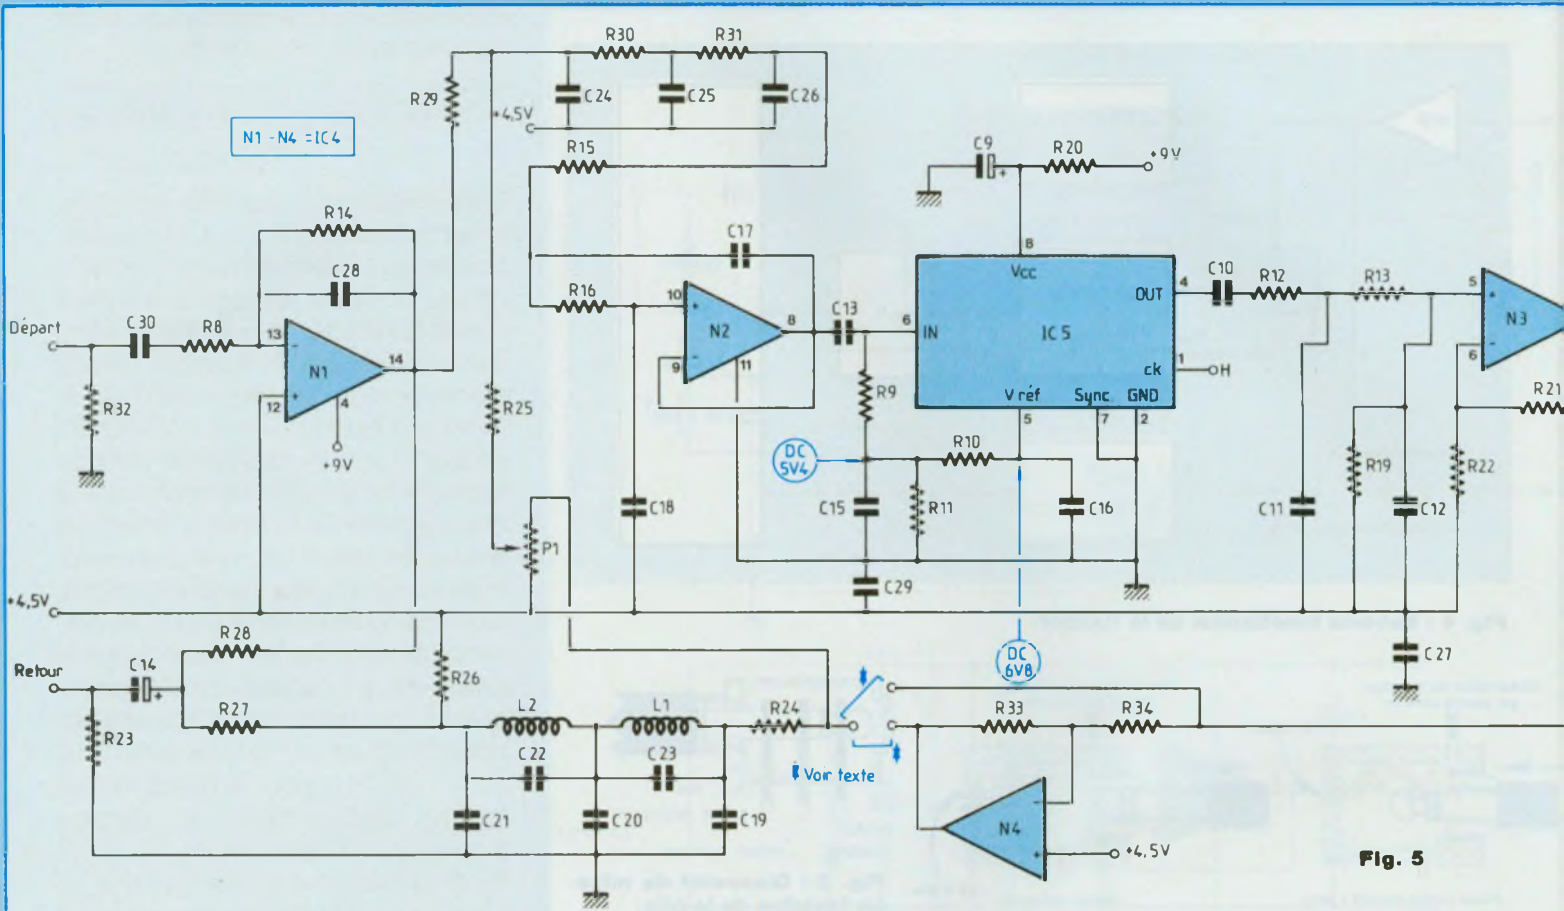 R30
R31
R29
C24
C25
C26
+4,5V
N1 - N4 = IC4
R15
C9
R20
+9V
R14
C17
8
Vcc
C28
R16
10
4
C10
R12
R13
5
OUT
Départ
C30
R8
13
-
+
N2
8
C13
6
IN
IC5
+
N3
N1
14
9
-
11
1
ck
H
-
6
12
+
4
R32
R25
R9
V réf
Sync.
GND
R21
5
7
2
+9V
DC
5V4
R10
R19
R22
C18
C15
R11
C16
C11
C12
P1
C29
+4,5V
R28
DC
6V8
C27
Retour
C14
+
R26
R27
L2
L1
R24
R33
R34
R23
C22
C23
Voir texte
C21
C20
C19
N4
-
+
+4,5V
Fig. 5